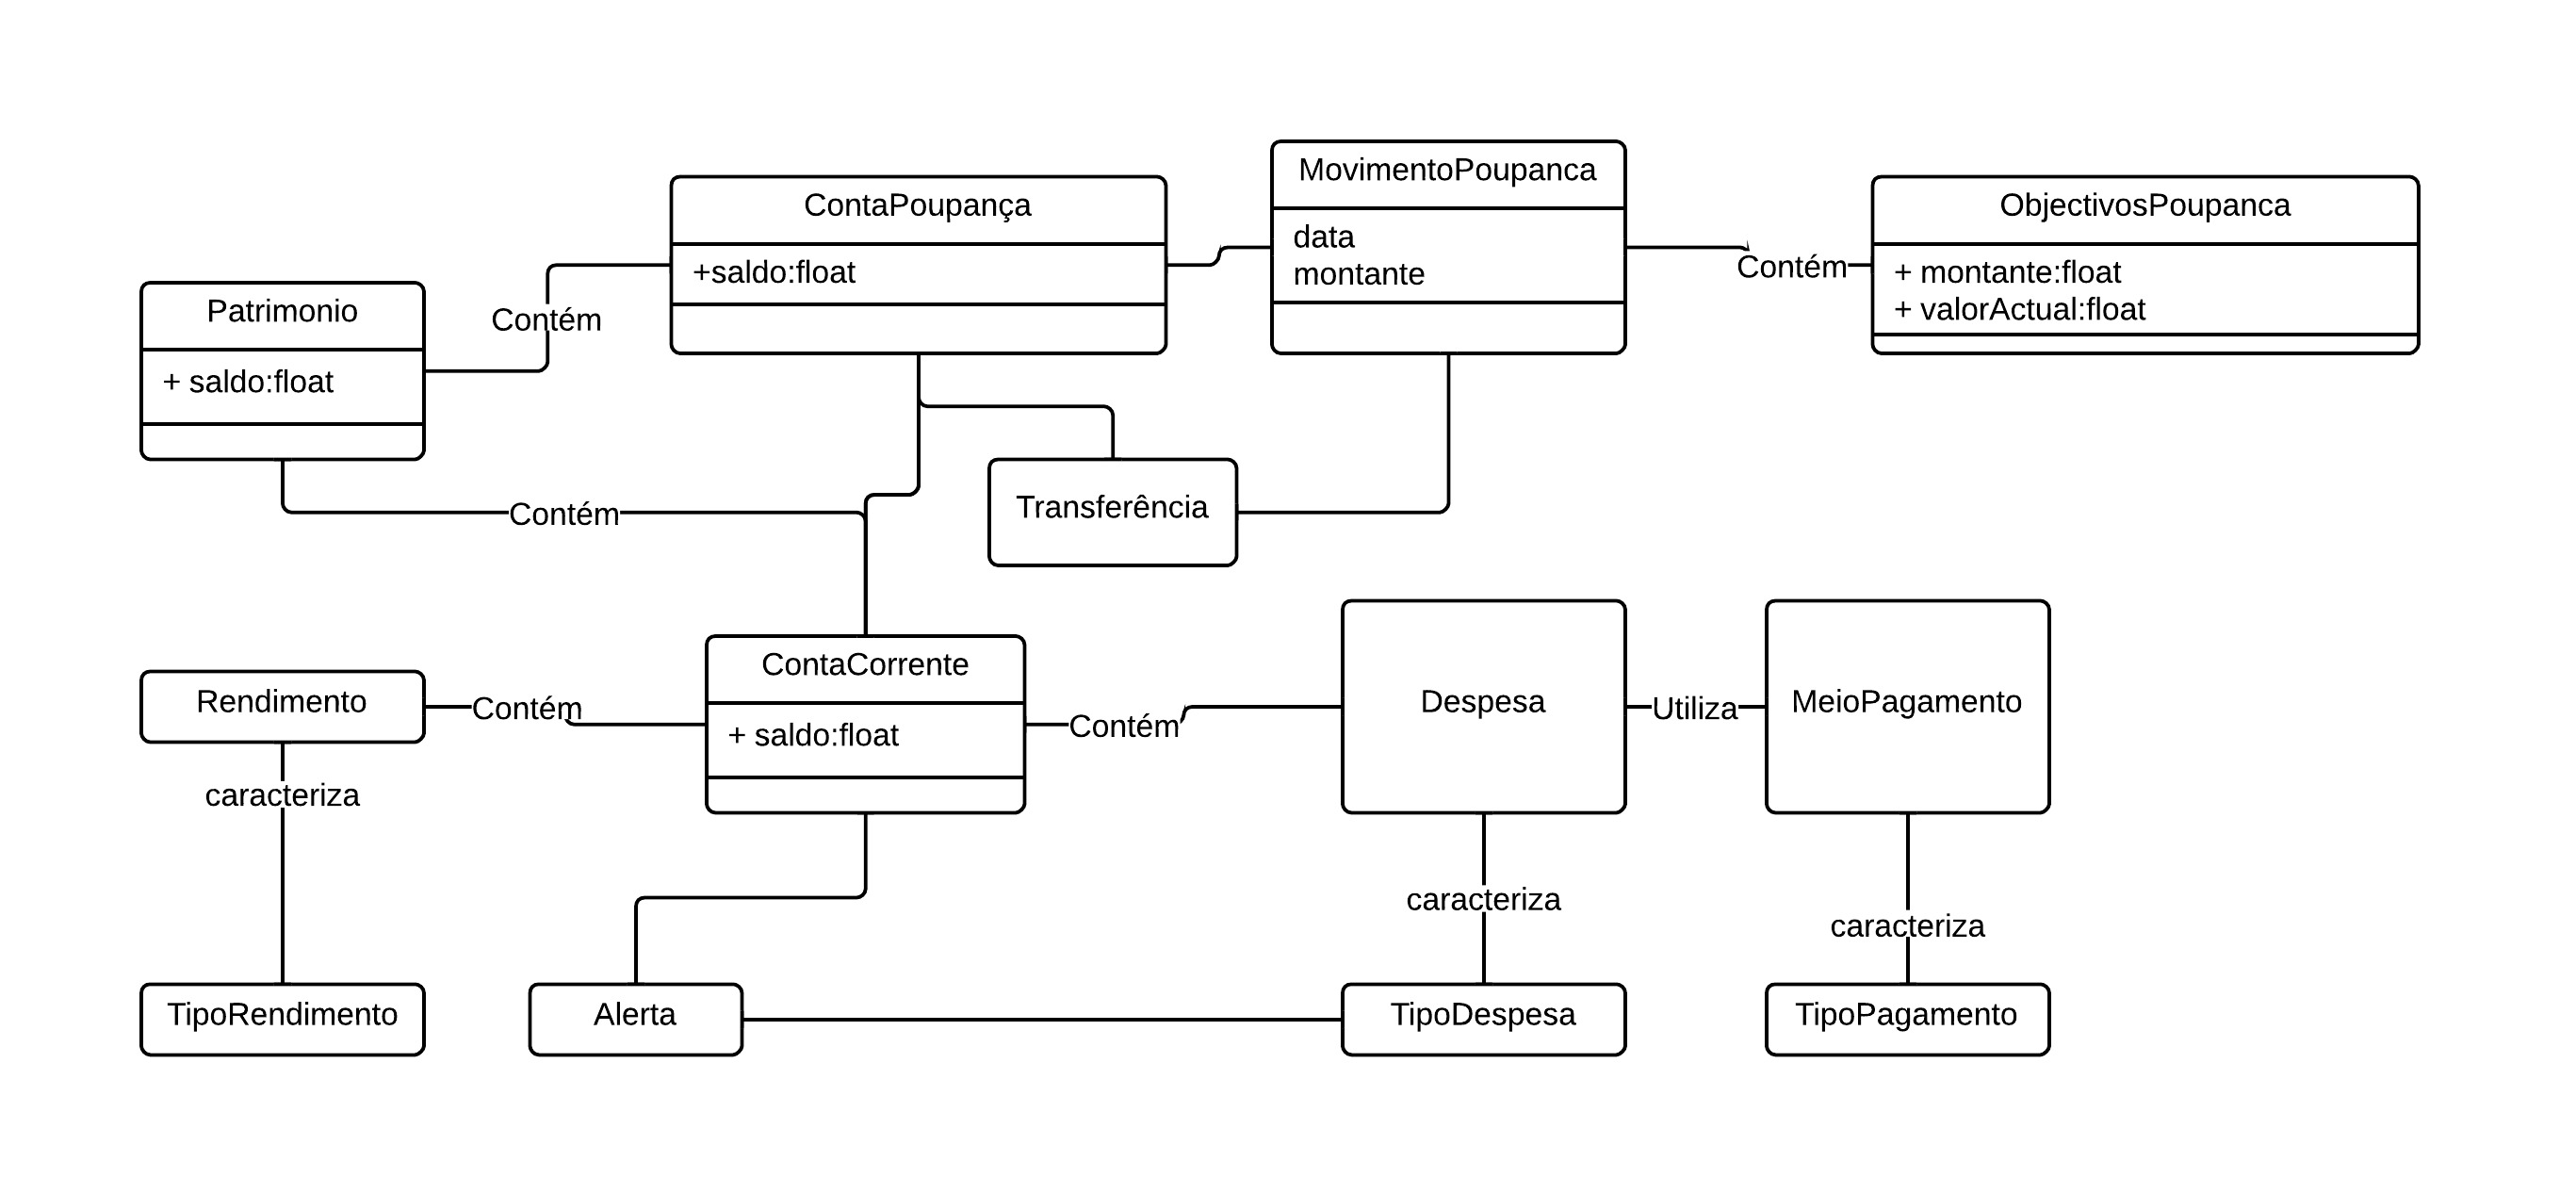 MovimentoPoupanca
data
montante
ContaPoupança
+saldo:float
ObjectivosPoupanca
+ montante:float
+ valorActual:float
Contém
Patrimonio
+ saldo:float
Contém
Contém
Transferência
ContaCorrente
+ saldo:float
Rendimento
Contém
Contém
Despesa
Utiliza
MeioPagamento
caracteriza
caracteriza
caracteriza
TipoRendimento
Alerta
TipoDespesa
TipoPagamento